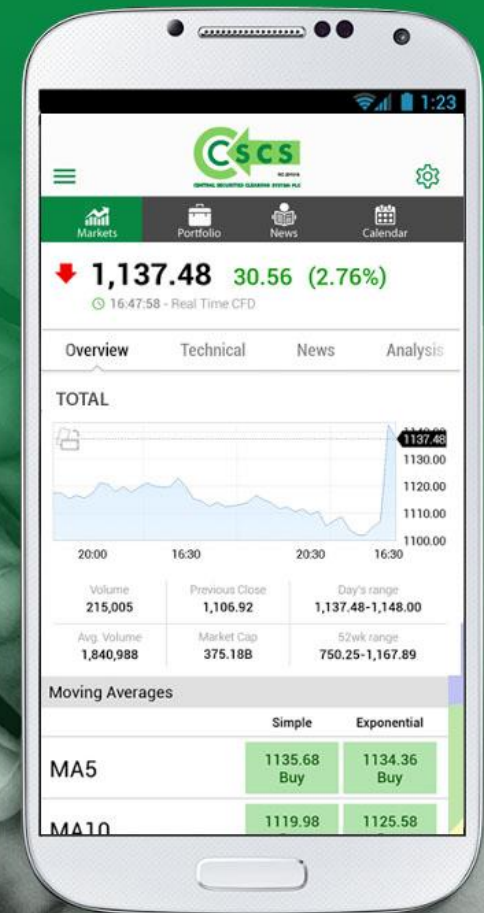 1:23
CSCS
RC 201018
CENTRAL SECURITIES CLEARING SYSTEM PLC
Markets Portfolio News Calendar
1,137.48 30.56 (2.76%)
16:47:58 - Real Time CFD
Overview Technical News Analysis
TOTAL
1137.48
1130.00
1120.00
1110.00
1100.00
20:00 16:30 20:30 16:30
Volume Previous Close Day's range
215,005 1,106.92 1,137.48-1,148.00
Avg. Volume Market Cap 52wk range
1,840,988 375.18B 750.25-1,167.89
Moving Averages
Simple Exponential
MA5 1135.68 1134.36
Buy Buy
MA10 1119.98 1125.58